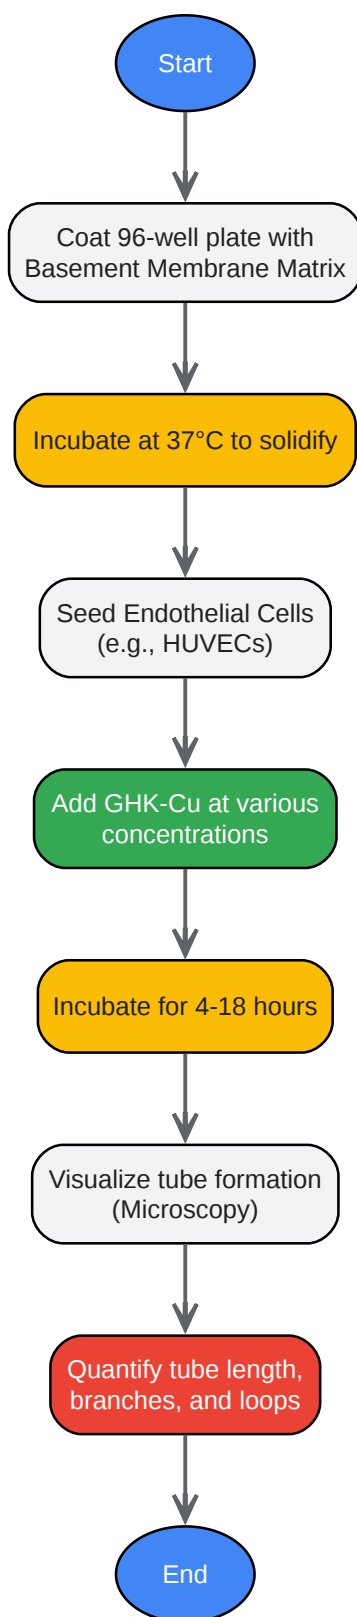 Start
Coat 96-well plate with
Basement Membrane Matrix
Incubate at 37°C to solidify
Seed Endothelial Cells
(e.g., HUVECs)
Add GHK-Cu at various
concentrations
Incubate for 4-18 hours
Visualize tube formation
(Microscopy)
Quantify tube length,
branches, and loops
End